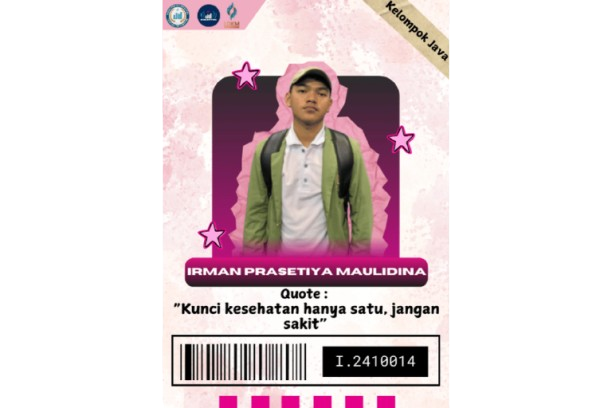 Kelompok Java
IRMAN PRASETIYA MAULIDINA
Quote :
"Kunci kesehatan hanya satu, jangan
sakit"
I.2410014